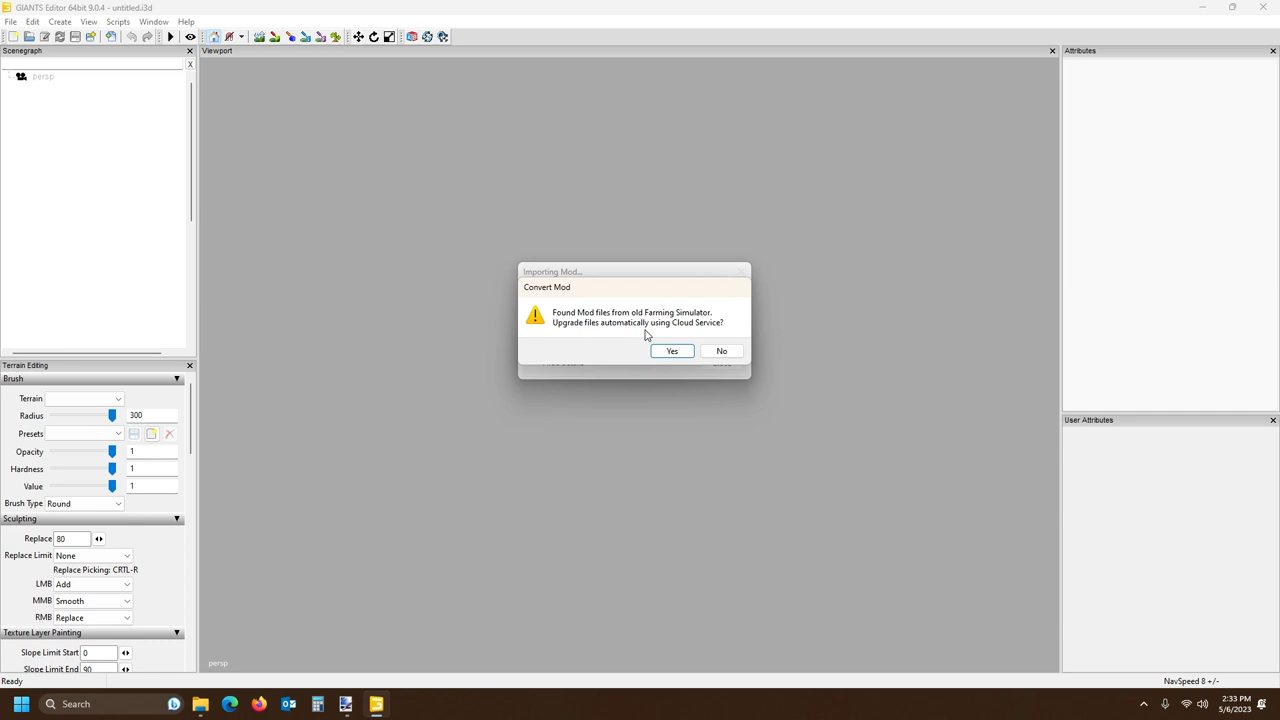 GIANTS Editor 64bit 9.0.4 - untitled.i3d
File Edit Create View Scripts Window Help
Scenegraph
Viewport
Attributes
X
persp
Importing Mod...
Convert Mod
Found Mod files from old Farming Simulator.
Upgrade files automatically using Cloud Service?
Yes No
Terrain Editing
Brush
Terrain
Radius 300
Presets
Opacity 1
Hardness 1
Value 1
Brush Type Round
Sculpting
Replace 80
Replace Limit None
Replace Picking: CRTL-R
LMB Add
MMB Smooth
RMB Replace
Texture Layer Painting
Slope Limit Start 0
Slope Limit End 90
User Attributes
persp
Ready
NavSpeed 8 +/-
Search
2:33 PM
5/6/2023